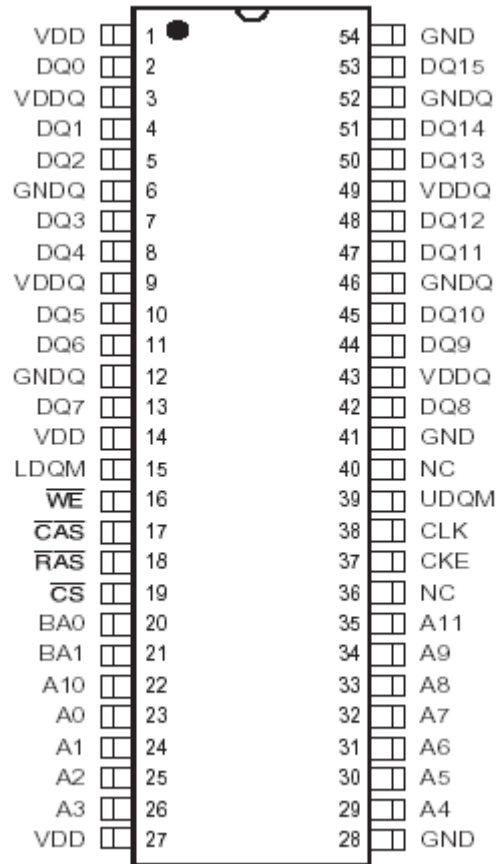 VDD 1 54 GND
DQ0 2 53 DQ15
VDDQ 3 52 GNDQ
DQ1 4 51 DQ14
DQ2 5 50 DQ13
GNDQ 6 49 VDDQ
DQ3 7 48 DQ12
DQ4 8 47 DQ11
VDDQ 9 46 GNDQ
DQ5 10 45 DQ10
DQ6 11 44 DQ9
GNDQ 12 43 VDDQ
DQ7 13 42 DQ8
VDD 14 41 GND
LDQM 15 40 NC
W̅E̅ 16 39 UDQM
C̅A̅S̅ 17 38 CLK
R̅A̅S̅ 18 37 CKE
C̅S̅ 19 36 NC
BA0 20 35 A11
BA1 21 34 A9
A10 22 33 A8
A0 23 32 A7
A1 24 31 A6
A2 25 30 A5
A3 26 29 A4
VDD 27 28 GND